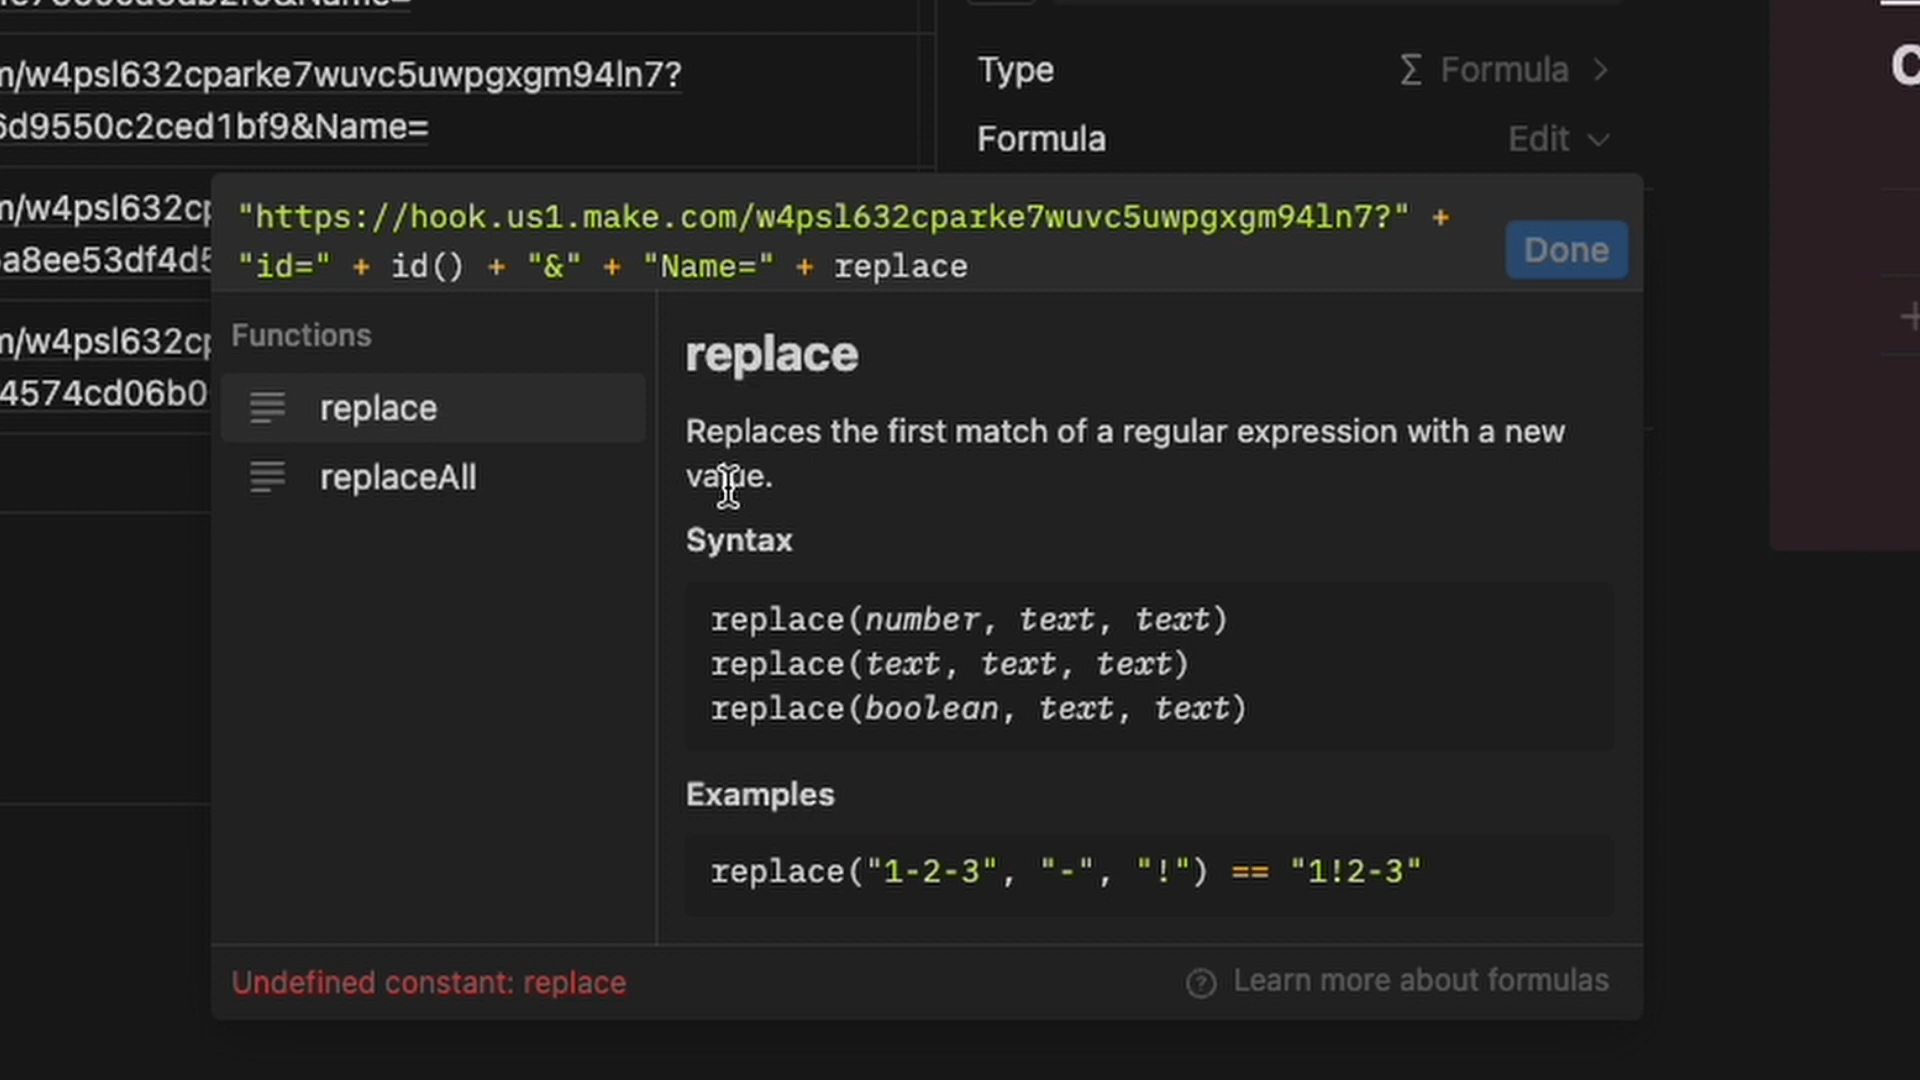 n/w4psl632cparke7wuvc5uwpgxgm94ln7?
6d9550c2ced1bf9&Name=
n/w4psl632cp
a8ee53df4d5
n/w4psl632cp
4574cd06b0
Type
Formula
Formula
Edit
"https://hook.us1.make.com/w4psl632cparke7wuvc5uwpgxgm94ln7?" +
"id=" + id() + "&" + "Name=" + replace
Done
Functions
replace
replaceAll
replace
Replaces the first match of a regular expression with a new
value.
Syntax
replace(number, text, text)
replace(text, text, text)
replace(boolean, text, text)
Examples
replace("1-2-3", "-", "!") == "1!2-3"
Undefined constant: replace
Learn more about formulas